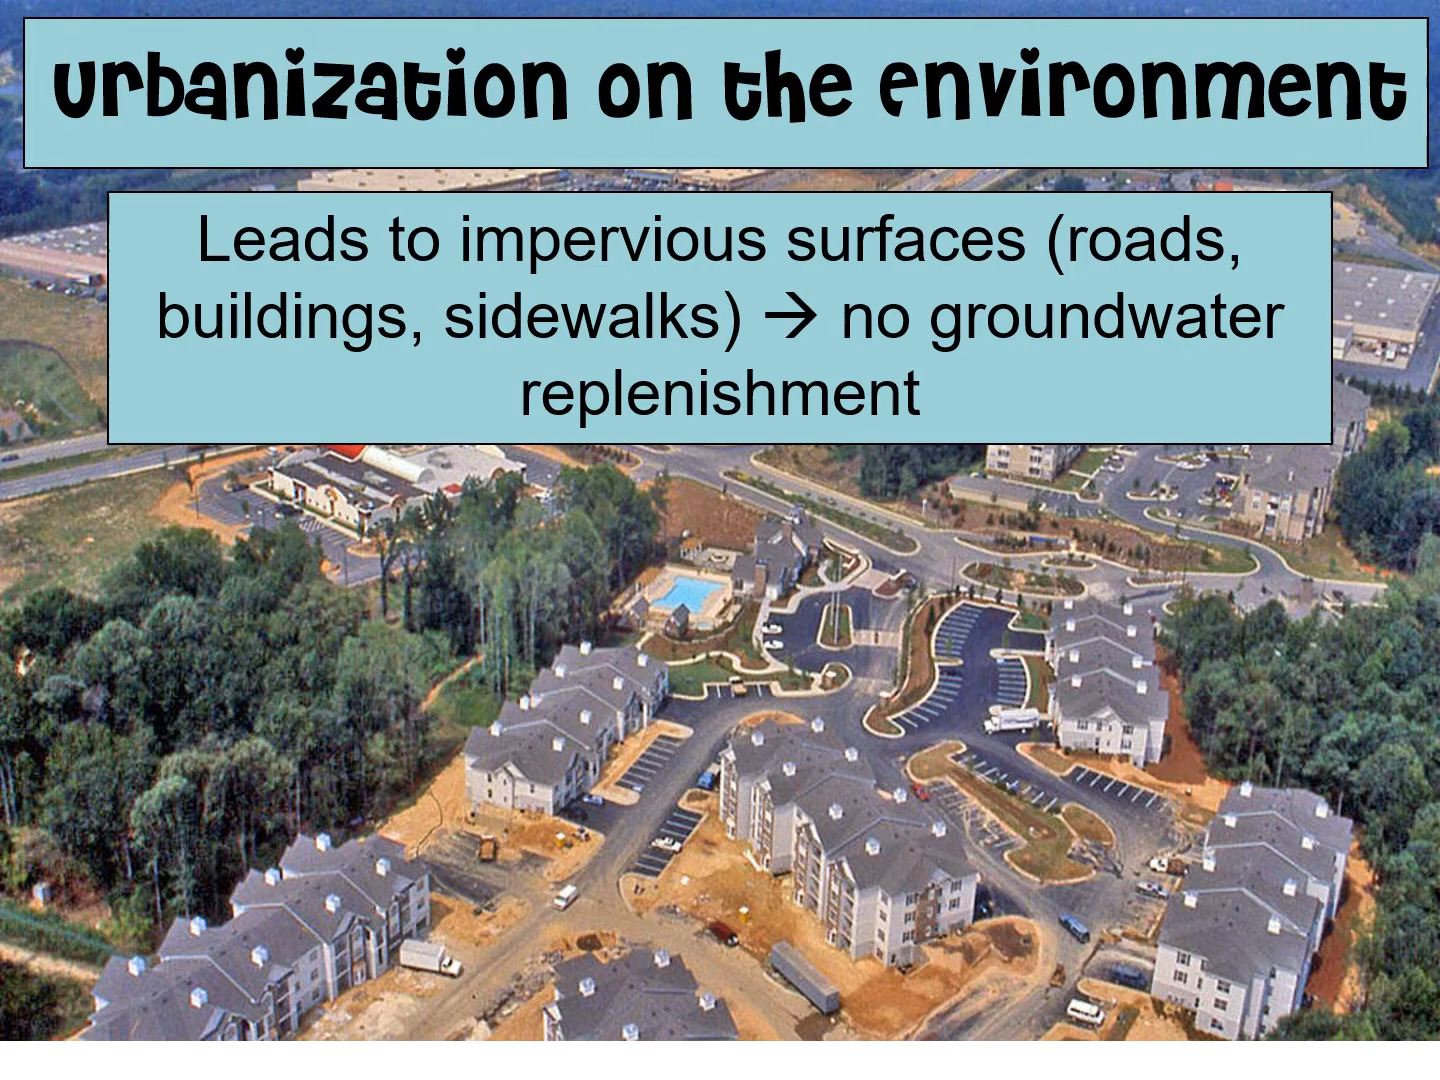 urbanization on the environment
Leads to impervious surfaces (roads,
buildings, sidewalks) → no groundwater
replenishment